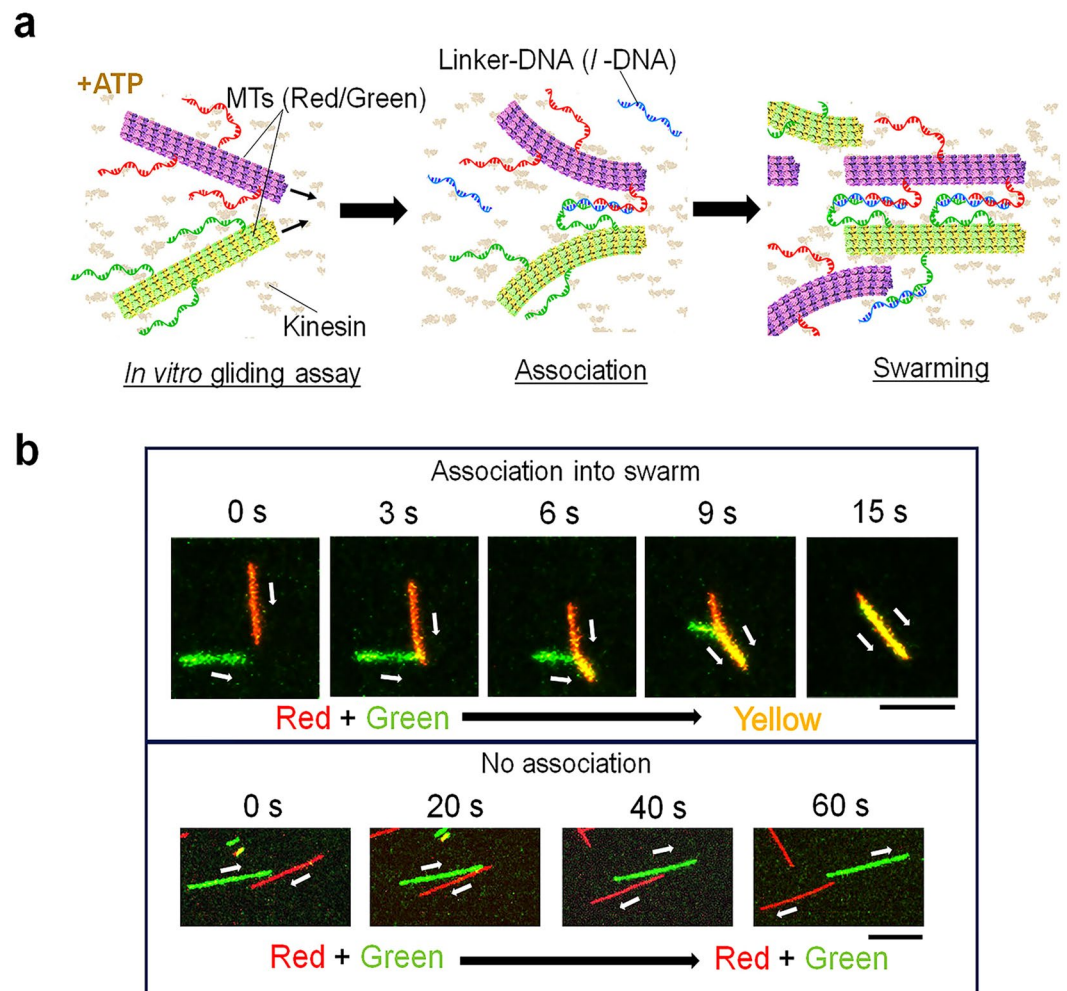 a
Linker-DNA (l -DNA)
+ATP
MTs (Red/Green)
Kinesin
In vitro gliding assay
Association
Swarming
b
Association into swarm
0 s
3 s
6 s
9 s
15 s
Red + Green
Yellow
No association
0 s
20 s
40 s
60 s
Red + Green
Red + Green